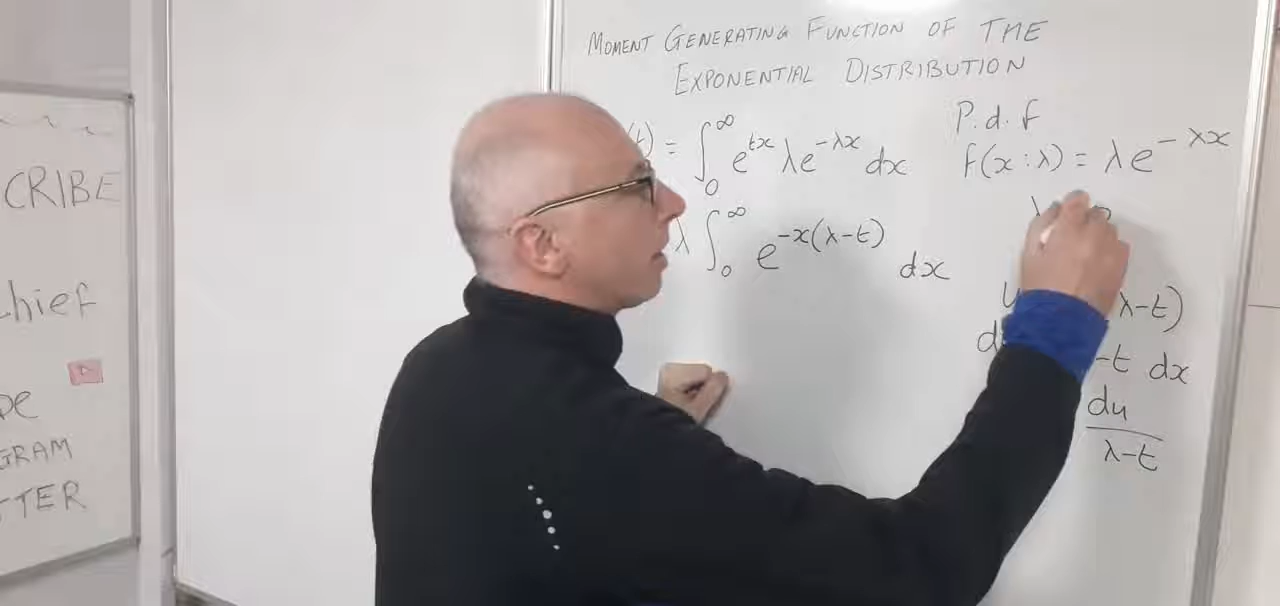 MOMENT GENERATING FUNCTION OF THE
EXPONENTIAL DISTRIBUTION
P.d.f
(t) = ∫₀^∞ e^{tx} λe^{-λx} dx
f(x:λ) = λe^{-λx}
λ ∫₀^∞ e^{-x(λ-t)} dx
λ-t)
-t dx
du
λ-t
CRIBE
hief
pe
GRAM
TTER